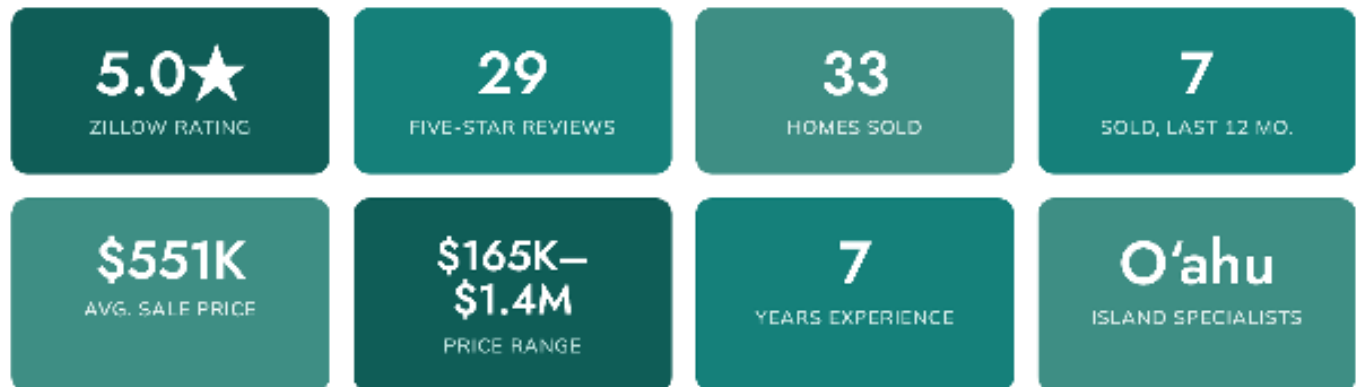 5.0★
ZILLOW RATING
29
FIVE-STAR REVIEWS
33
HOMES SOLD
7
SOLD, LAST 12 MO.
$551K
AVG. SALE PRICE
$165K–
$1.4M
PRICE RANGE
7
YEARS EXPERIENCE
Oʻahu
ISLAND SPECIALISTS